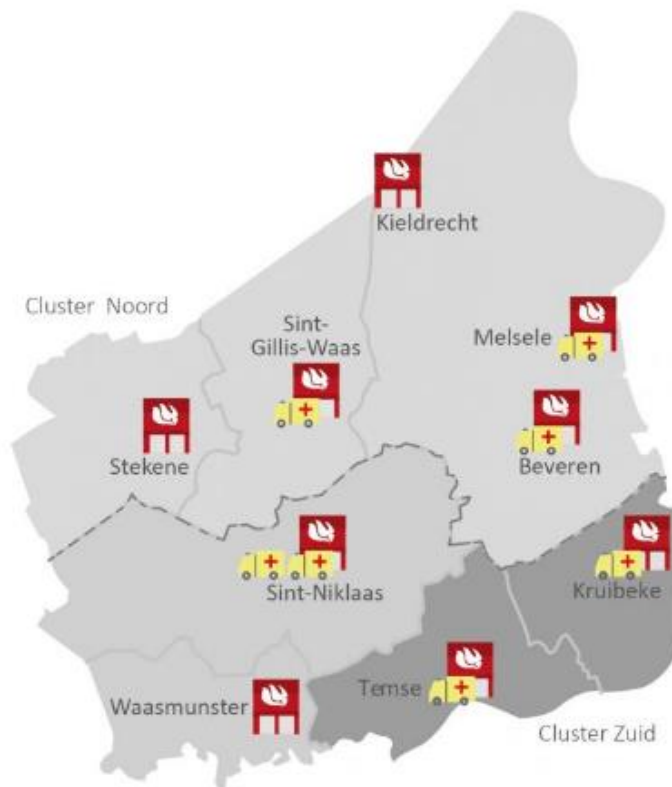 Kieldrecht
Cluster Noord
Sint-
Gillis-Waas
Melsele
Stekene
Beveren
Sint-Niklaas
Kruibeke
Temse
Waasmunster
Cluster Zuid